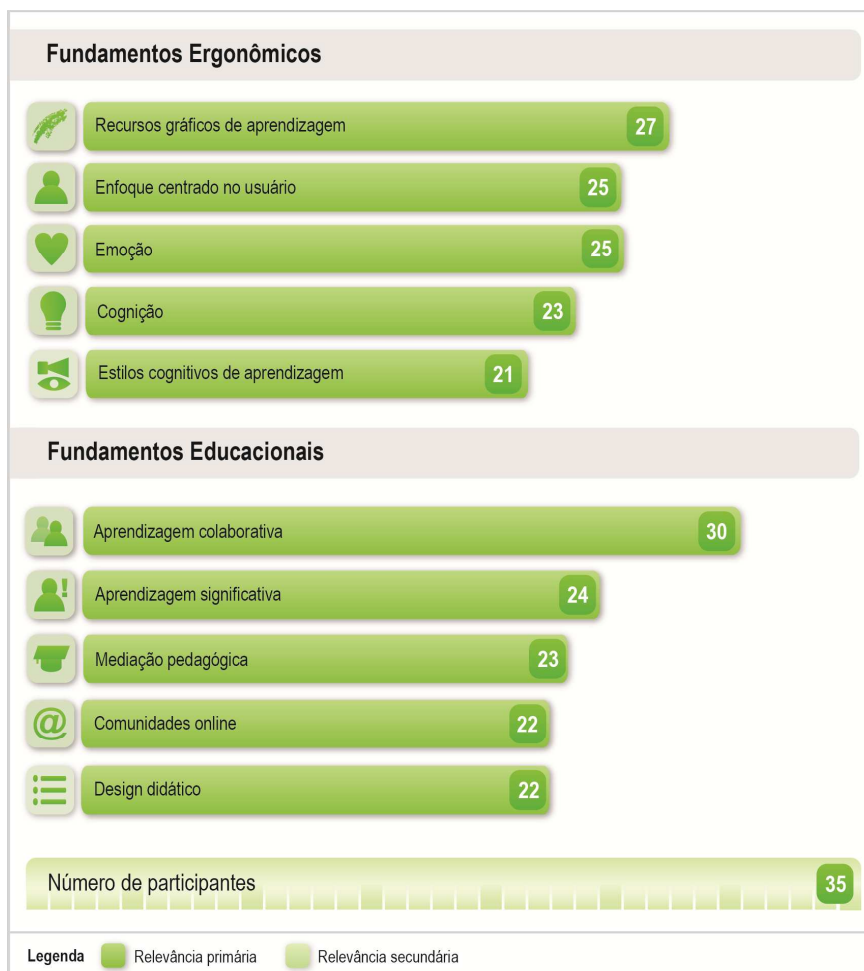 Fundamentos Ergonômicos
Recursos gráficos de aprendizagem 27
Enfoque centrado no usuário 25
Emoção 25
Cognição 23
Estilos cognitivos de aprendizagem 21
Fundamentos Educacionais
Aprendizagem colaborativa 30
Aprendizagem significativa 24
Mediação pedagógica 23
@ Comunidades online 22
Design didático 22
Número de participantes 35
Legenda Relevância primária Relevância secundária